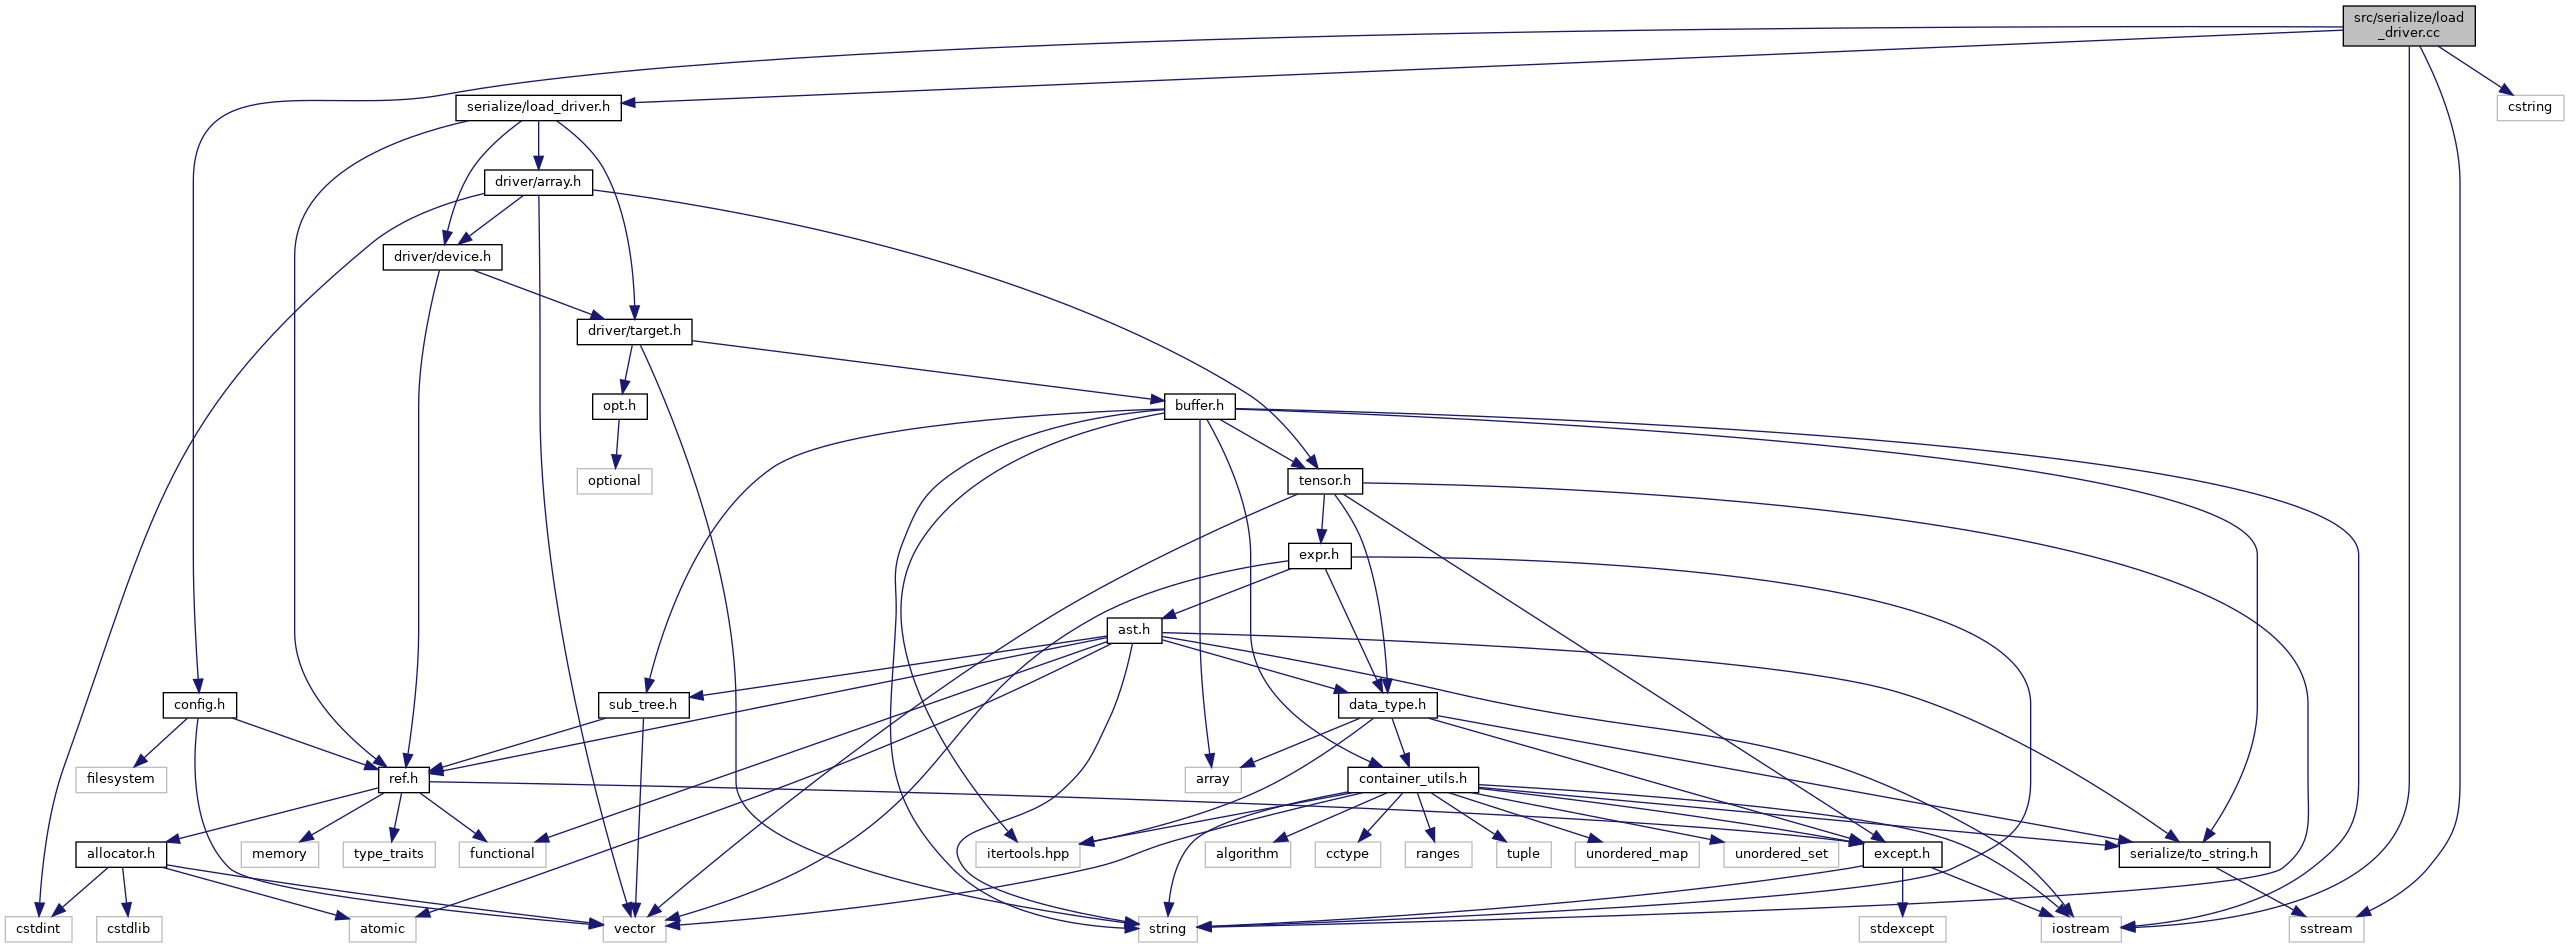 src/serialize/load
_driver.cc
serialize/load_driver.h
cstring
driver/array.h
driver/device.h
driver/target.h
opt.h
buffer.h
optional
tensor.h
expr.h
ast.h
config.h
sub_tree.h
data_type.h
filesystem
ref.h
array
container_utils.h
allocator.h
memory
type_traits
functional
itertools.hpp
algorithm
cctype
ranges
tuple
unordered_map
unordered_set
except.h
serialize/to_string.h
cstdint
cstdlib
atomic
vector
string
stdexcept
iostream
sstream